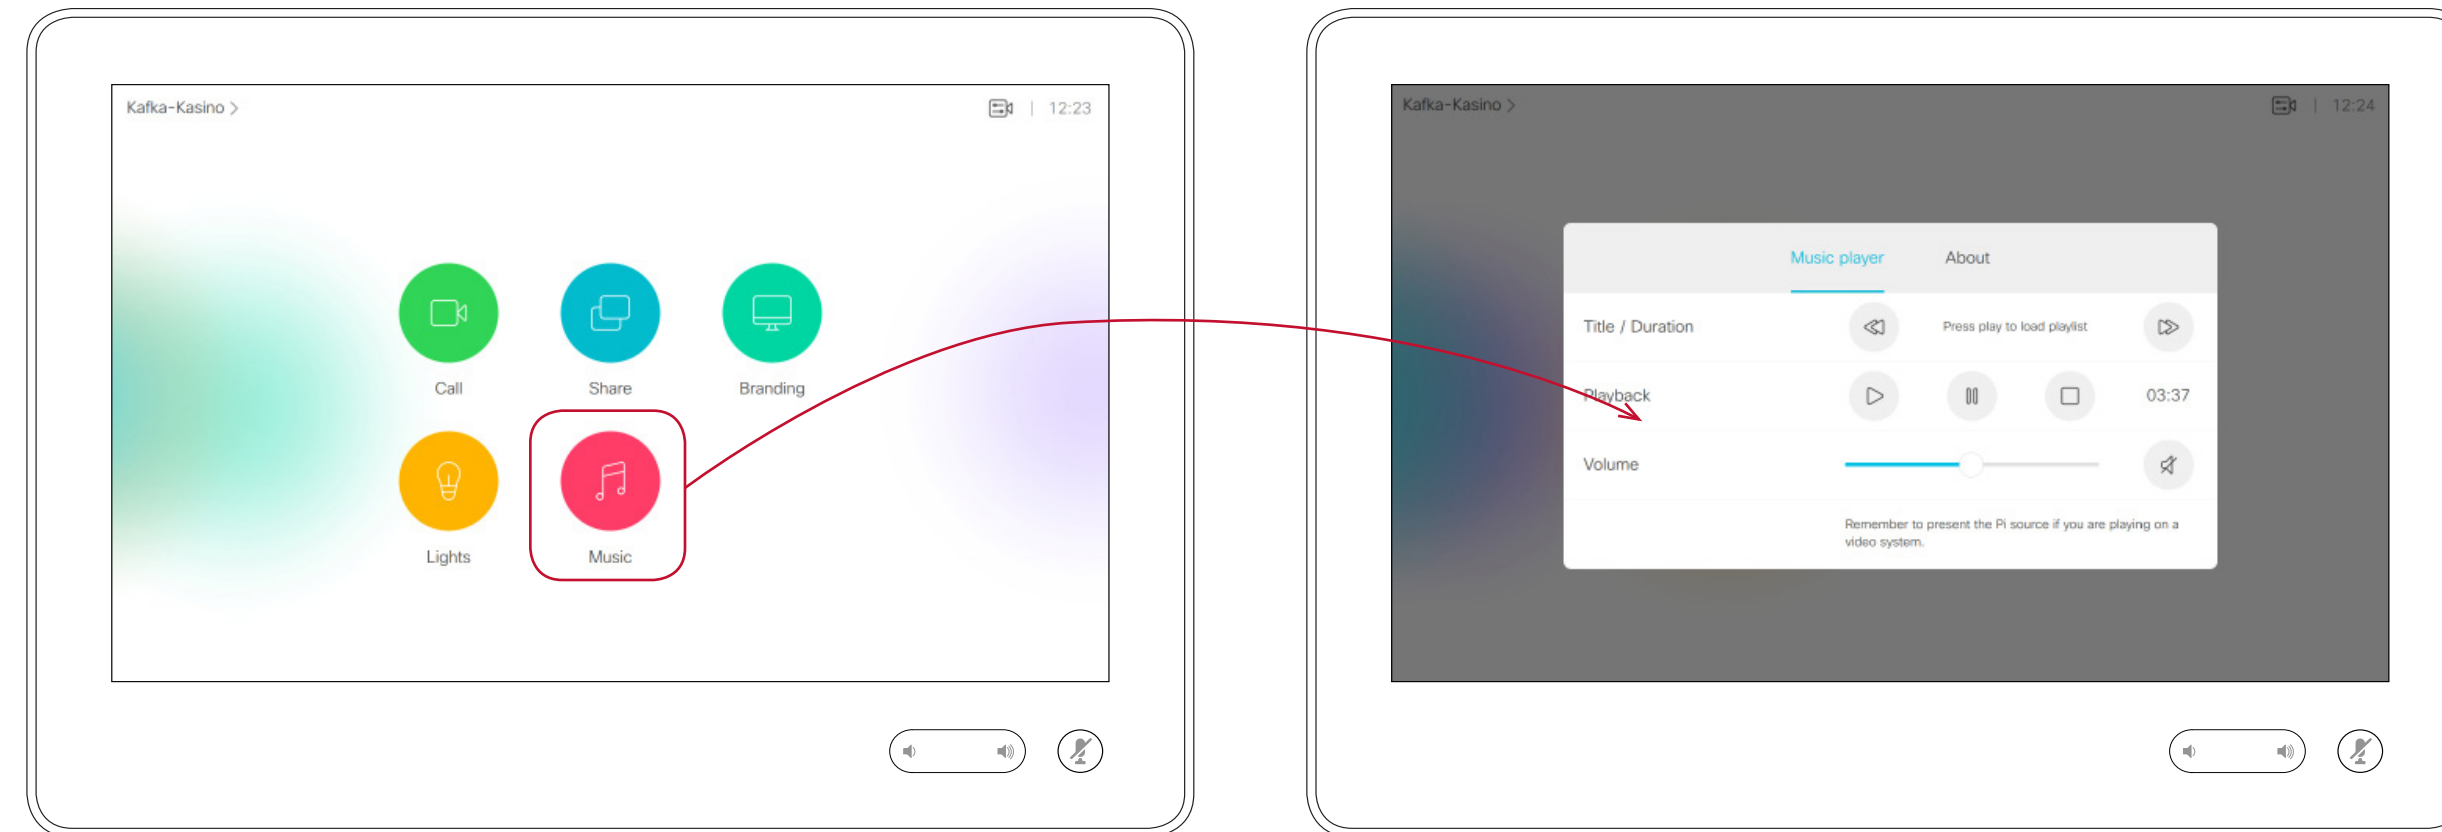 Kafka-Kasino >
12:23
Call
Share
Branding
Lights
Music
Kafka-Kasino >
12:24
Music player
About
Title / Duration
Press play to load playlist
Playback
03:37
Volume
Remember to present the Pi source if you are playing on a
video system.